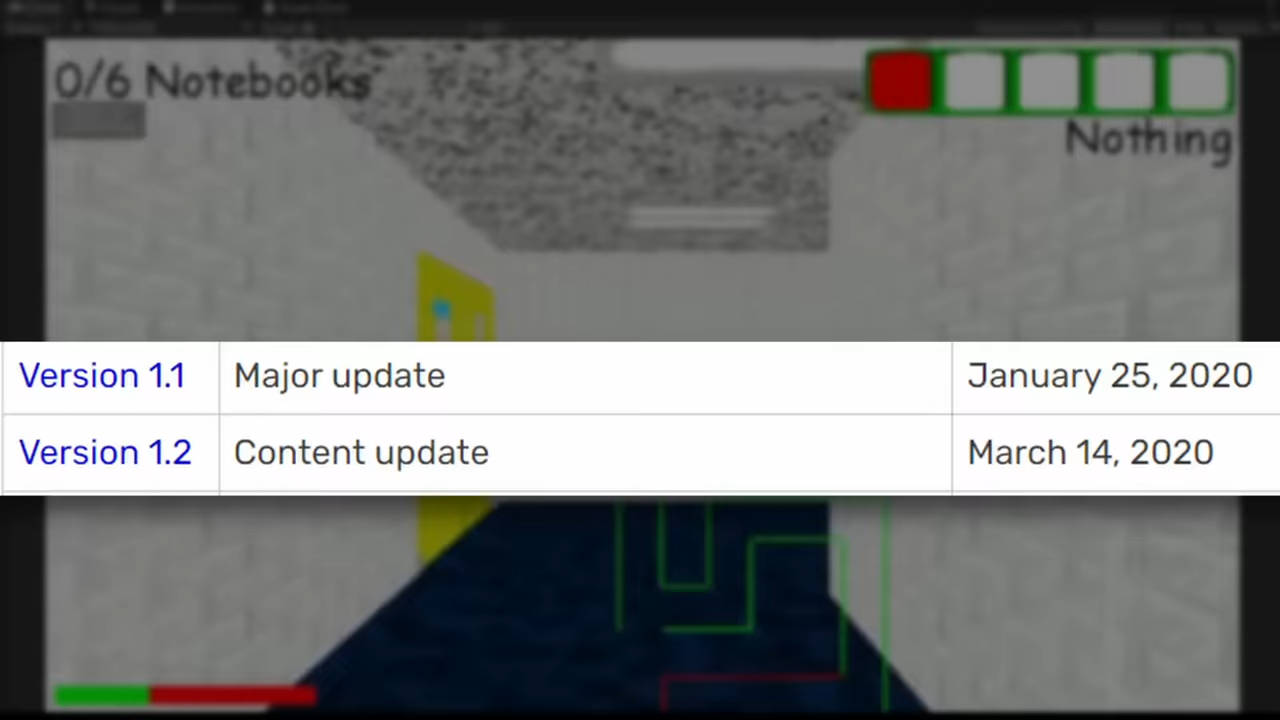 0/6 Notebooks
Nothing
Version 1.1 Major update January 25, 2020
Version 1.2 Content update March 14, 2020